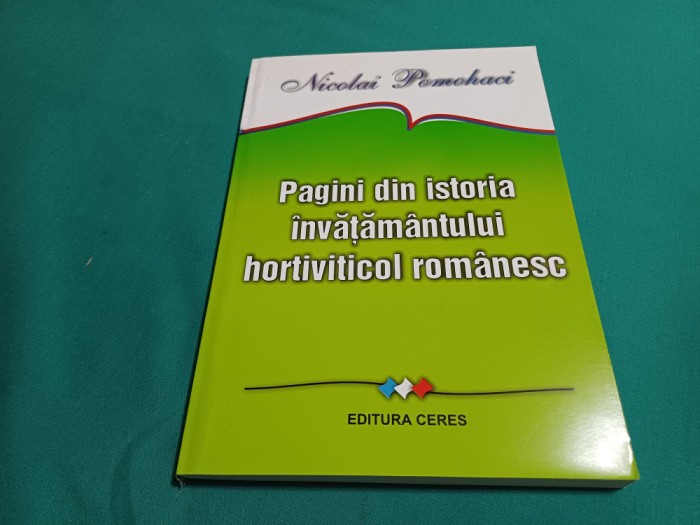 Nicolai Pomohaci
Pagini din istoria
învățământului
hortiviticol românesc
EDITURA CERES